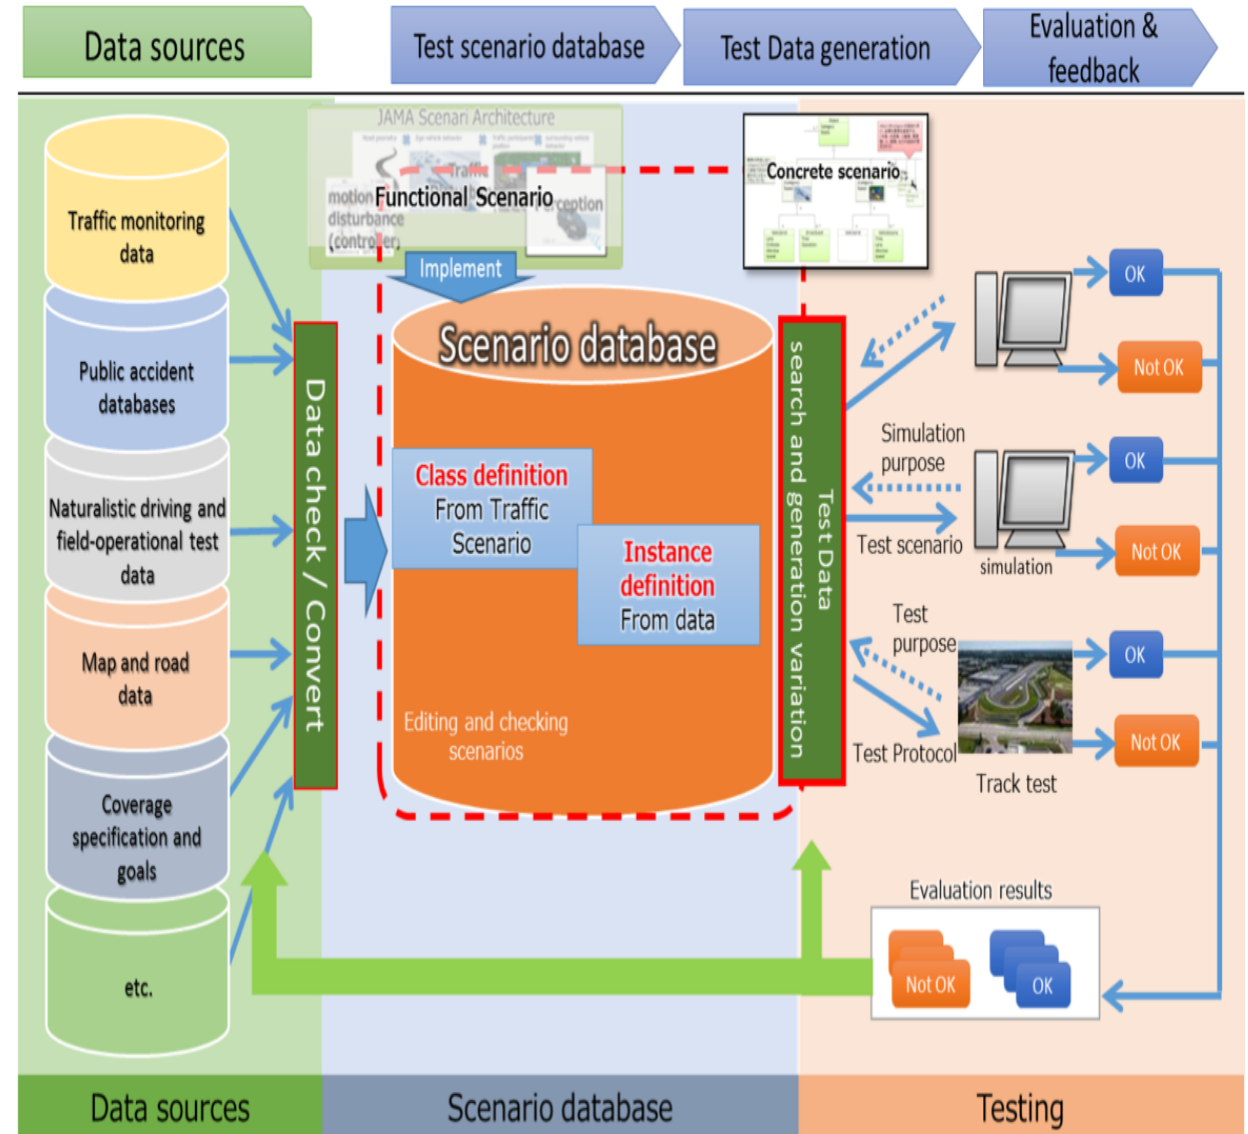 Data sources
Test scenario database
Test Data generation
Evaluation &
feedback
JAMA Scenari Architecture
Traffic
Functional Scenario
motion
disturbance
(controller)
Perception
Implement
Concrete scenario
Traffic monitoring
data
Public accident
databases
Naturalistic driving and
field-operational test
data
Map and road
data
Coverage
specification and
goals
etc.
Data check / Convert
Scenario database
Class definition
From Traffic
Scenario
Instance
definition
From data
Editing and checking
scenarios
Test Data
search and generation variation
OK
Not OK
Simulation
purpose
Test scenario
simulation
OK
Not OK
Test
purpose
Test Protocol
Track test
OK
Not OK
Evaluation results
Not OK
OK
Data sources
Scenario database
Testing